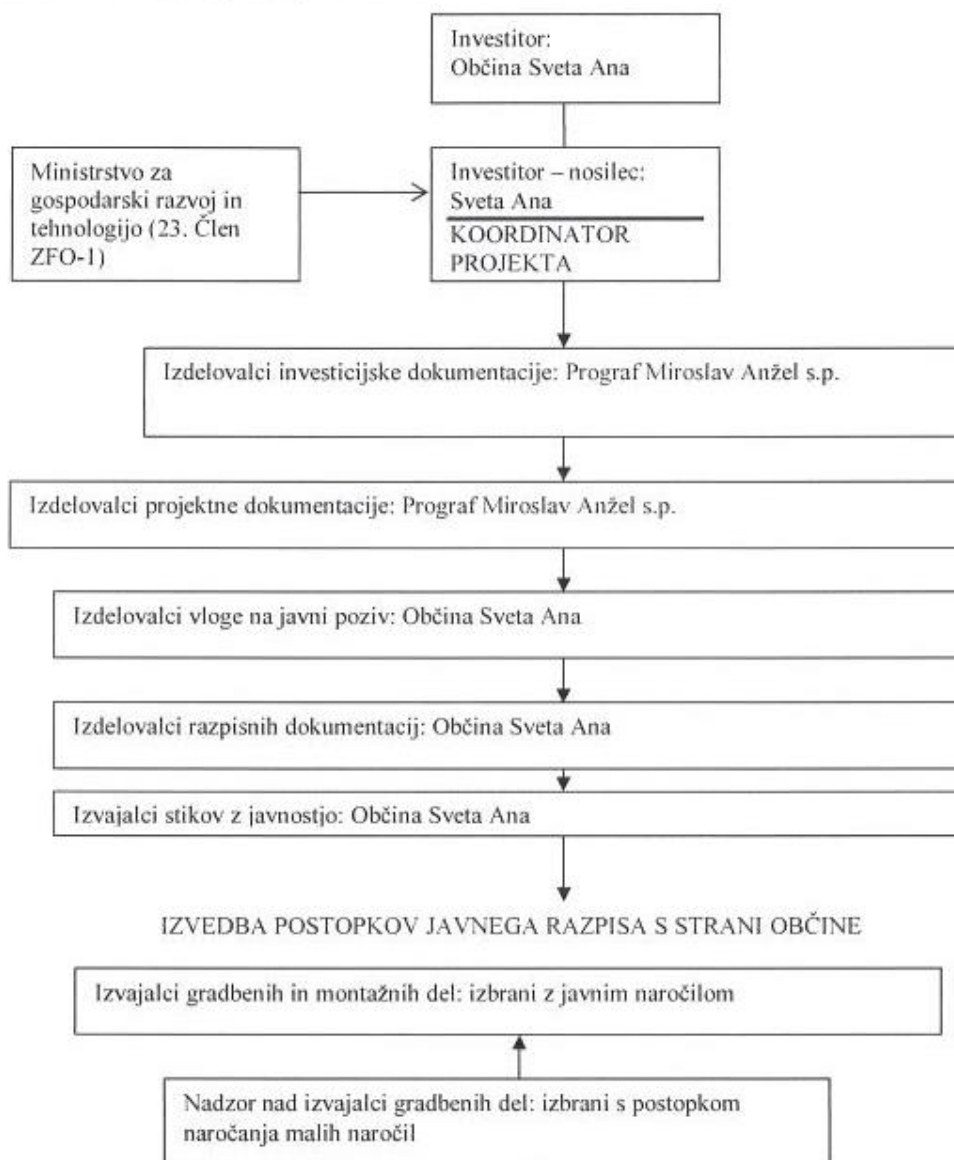 Investitor:
Občina Sveta Ana
Ministrstvo za
gospodarski razvoj in
tehnologijo (23. Člen
ZFO-1)
Investitor – nosilec:
Sveta Ana
KOORDINATOR
PROJEKTA
Izdelovalci investicijske dokumentacije: Prograf Miroslav Anžel s.p.
Izdelovalci projektne dokumentacije: Prograf Miroslav Anžel s.p.
Izdelovalci vloge na javni poziv: Občina Sveta Ana
Izdelovalci razpisnih dokumentacij: Občina Sveta Ana
Izvajalci stikov z javnostjo: Občina Sveta Ana
IZVEDBA POSTOPKOV JAVNEGA RAZPISA S STRANI OBČINE
Izvajalci gradbenih in montažnih del: izbrani z javnim naročilom
Nadzor nad izvajalci gradbenih del: izbrani s postopkom
naročanja malih naročil